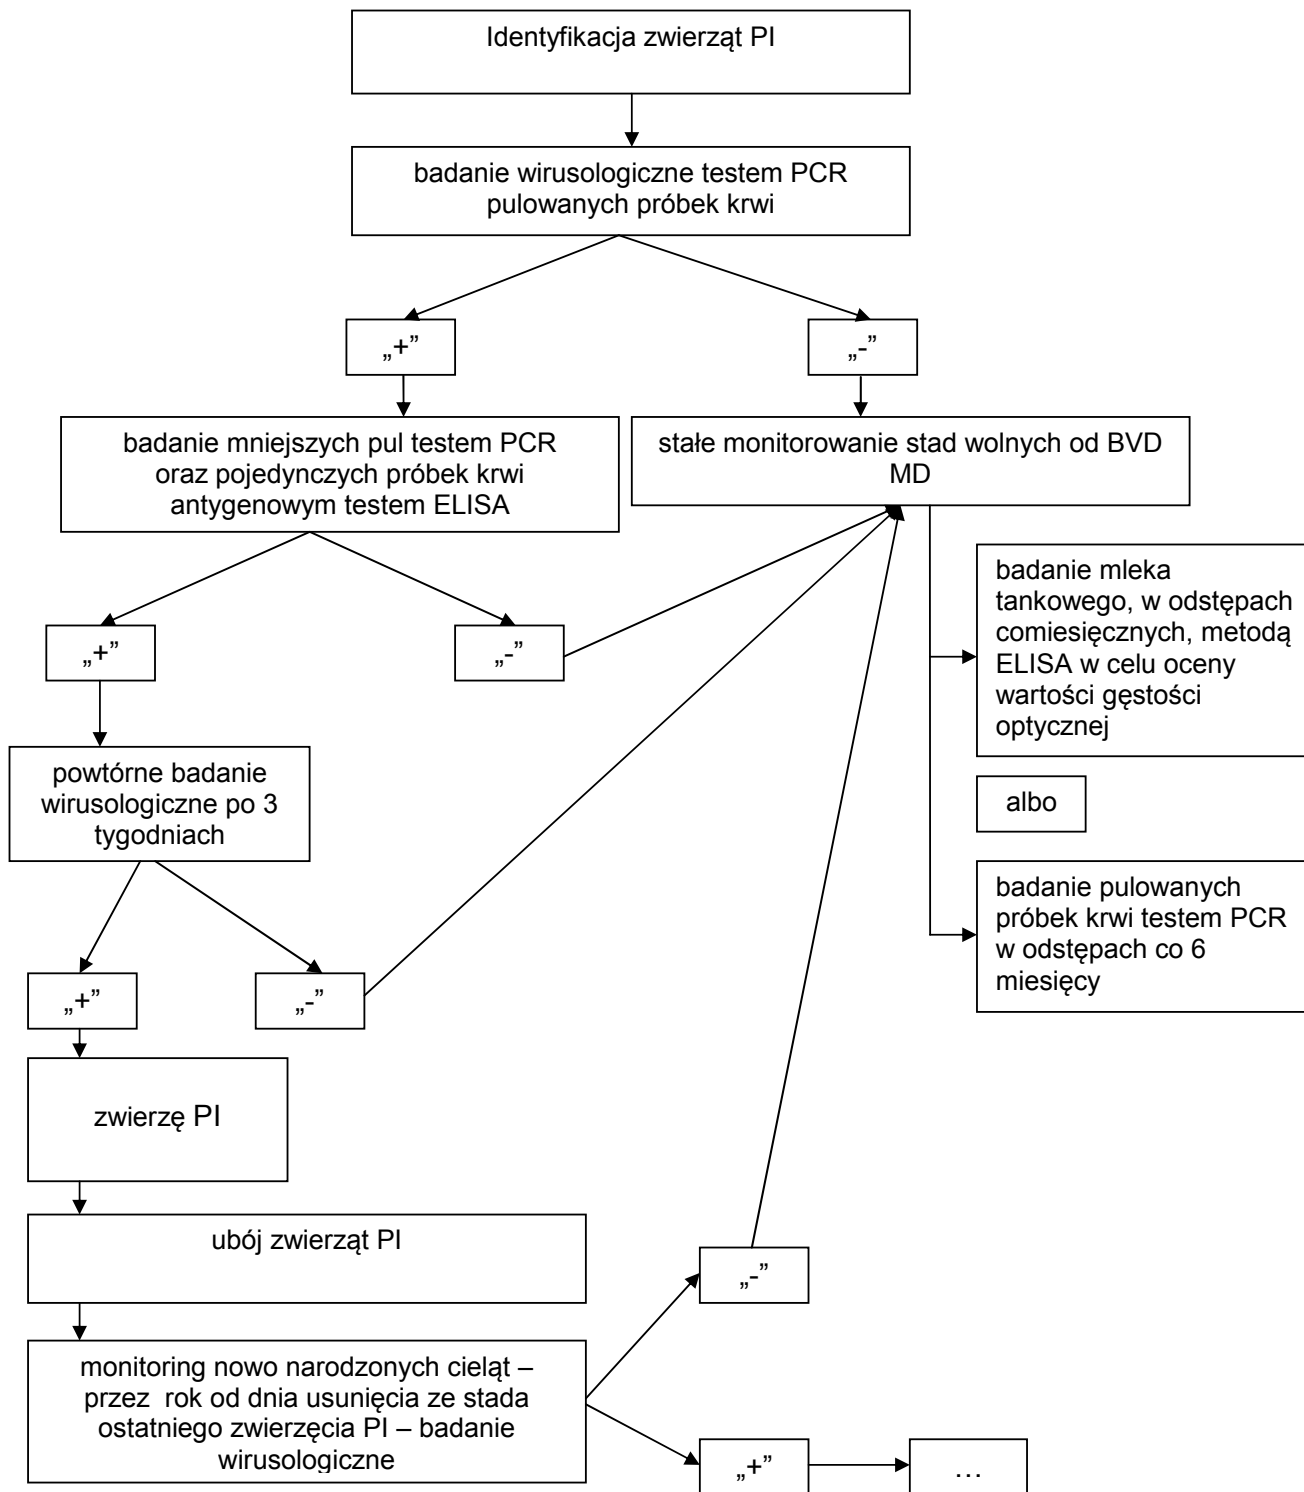 Identyfikacja zwierząt PI
badanie wirusologiczne testem PCR
pulowanych próbek krwi
„+”
„-”
badanie mniejszych pul testem PCR
oraz pojedynczych próbek krwi
antygenowym testem ELISA
stałe monitorowanie stad wolnych od BVD
MD
„+”
„-”
badanie mleka
tankowego, w odstępach
comiesięcznych, metodą
ELISA w celu oceny
wartości gęstości
optycznej
powtórne badanie
wirusologiczne po 3
tygodniach
albo
badanie pulowanych
próbek krwi testem PCR
w odstępach co 6
miesięcy
„+”
„-”
zwierzę PI
ubój zwierząt PI
„-”
monitoring nowo narodzonych cieląt –
przez rok od dnia usunięcia ze stada
ostatniego zwierzęcia PI – badanie
wirusologiczne
„+”
…